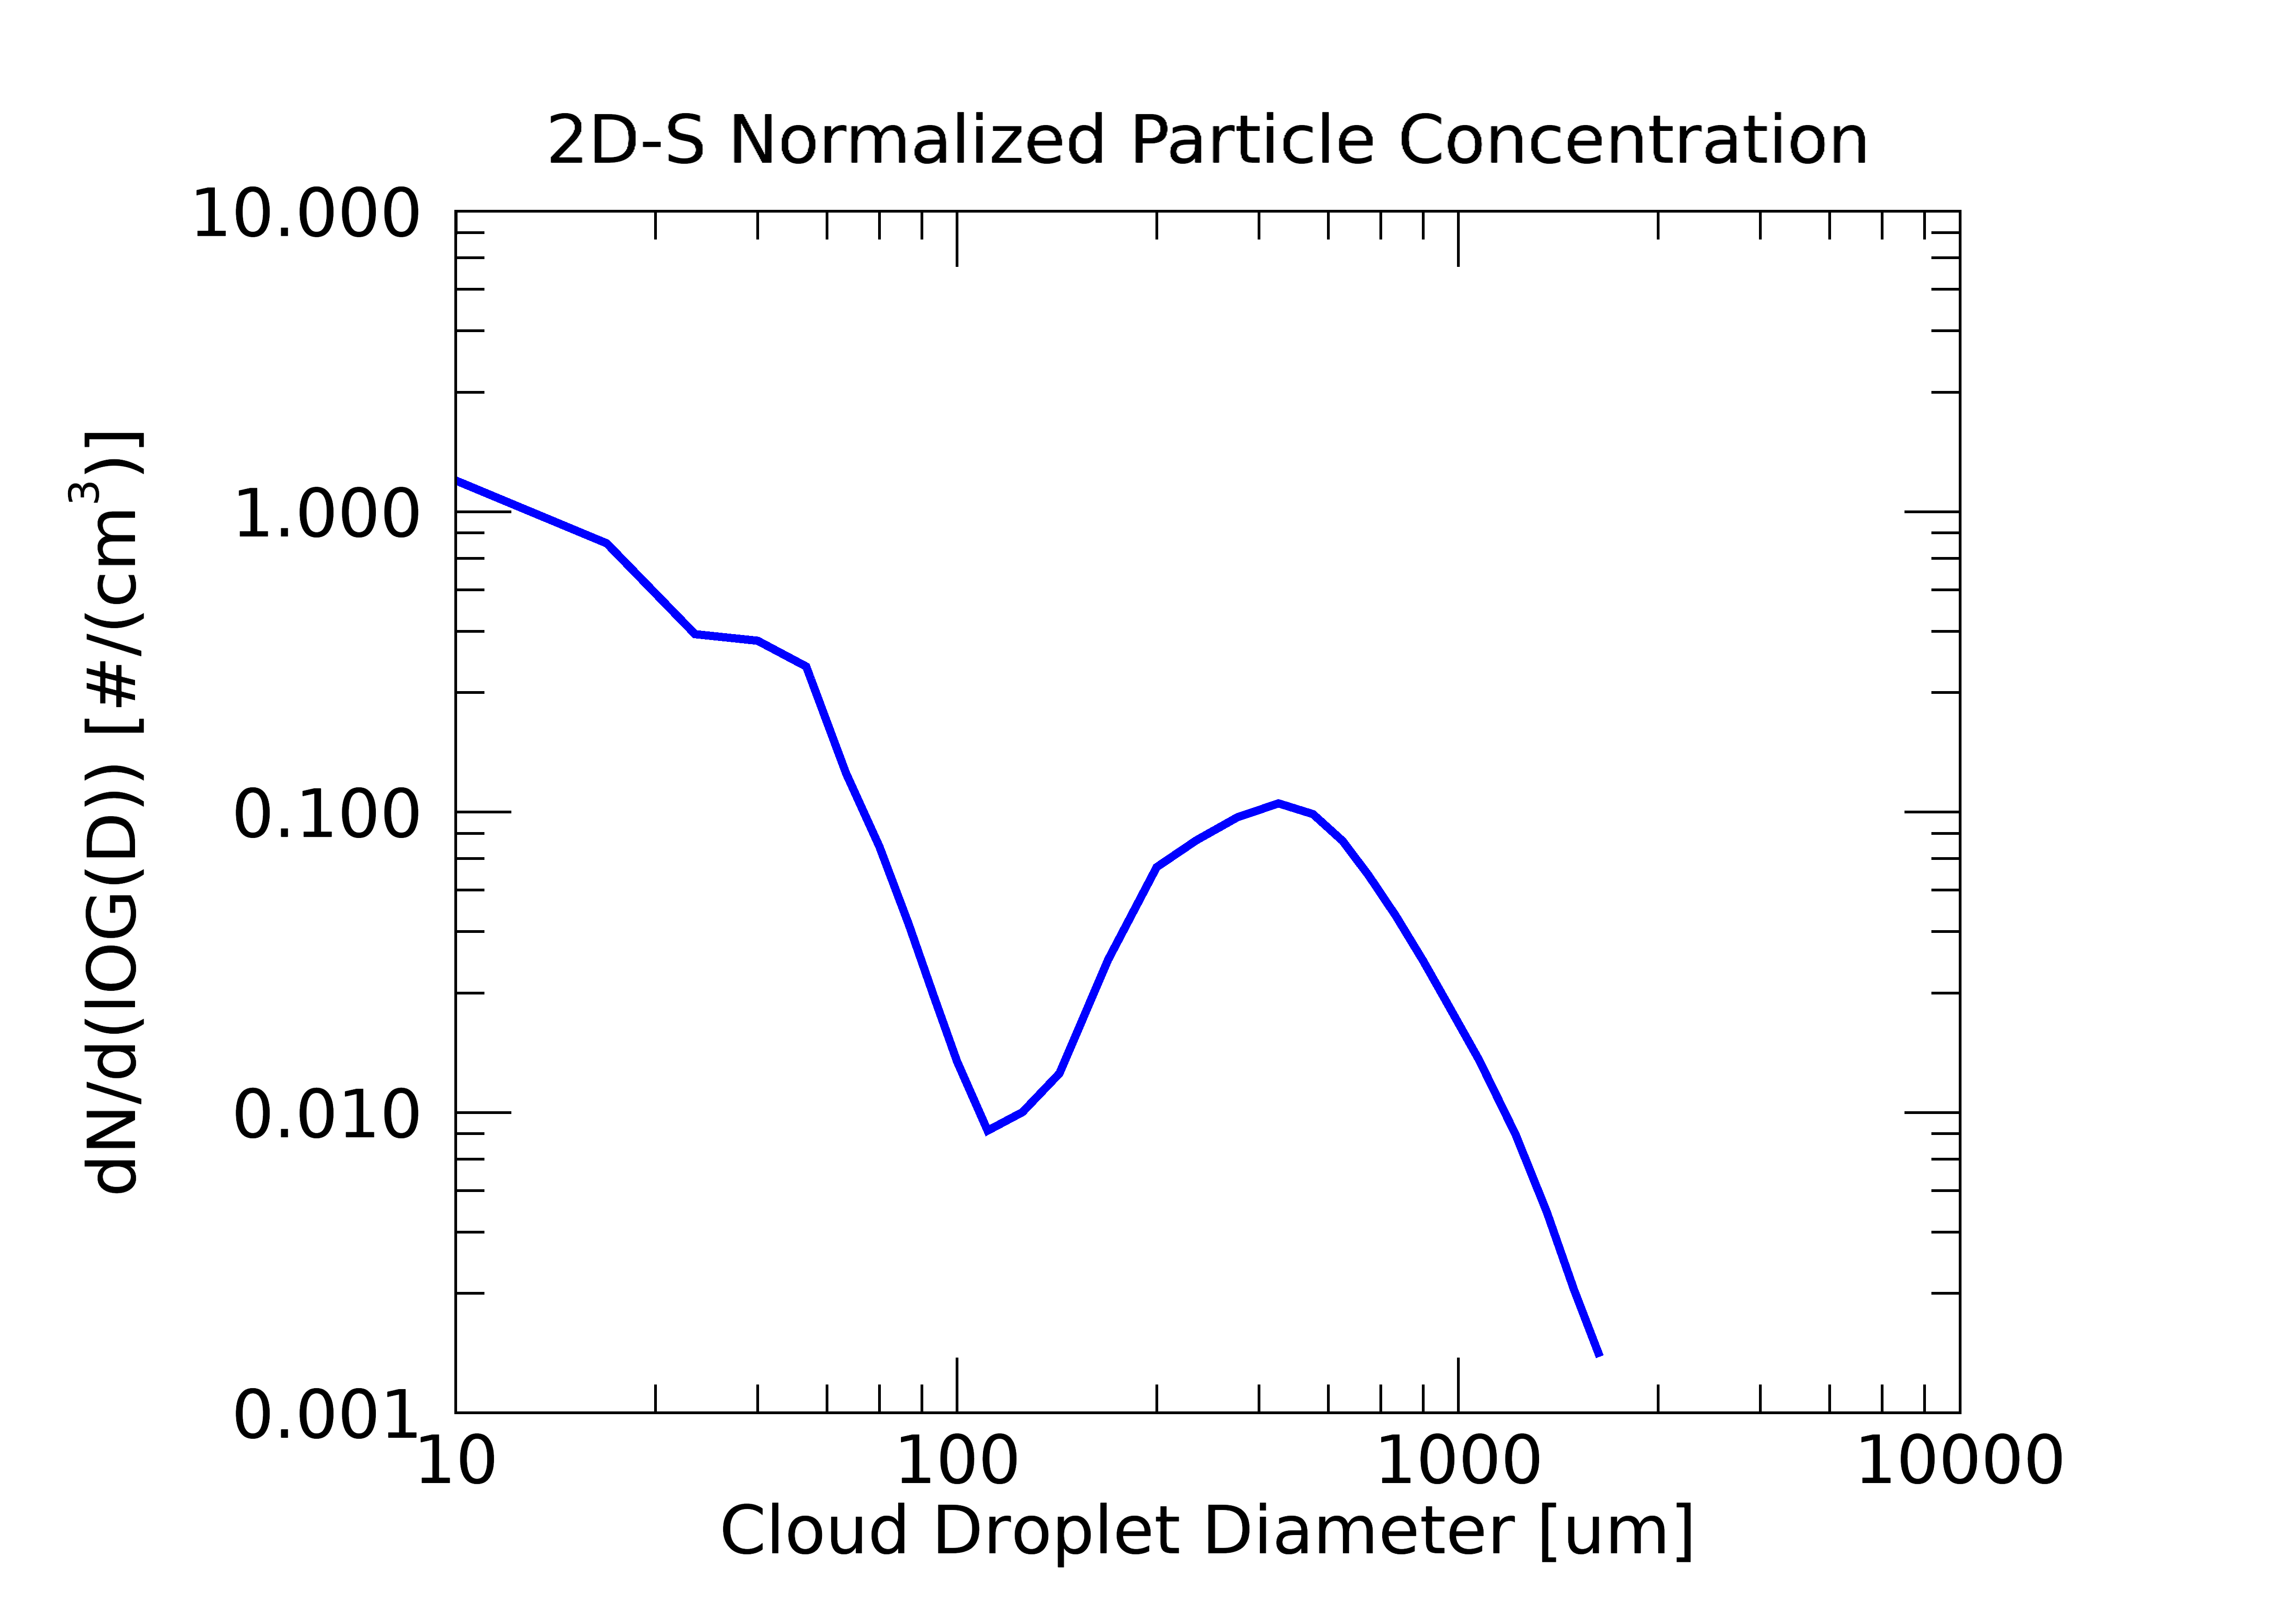 2D-S Normalized Particle Concentration
10.000
1.000
0.100
0.010
0.001
dN/d(lOG(D)) [#/(cm³)]
10 100 1000 10000
Cloud Droplet Diameter [um]